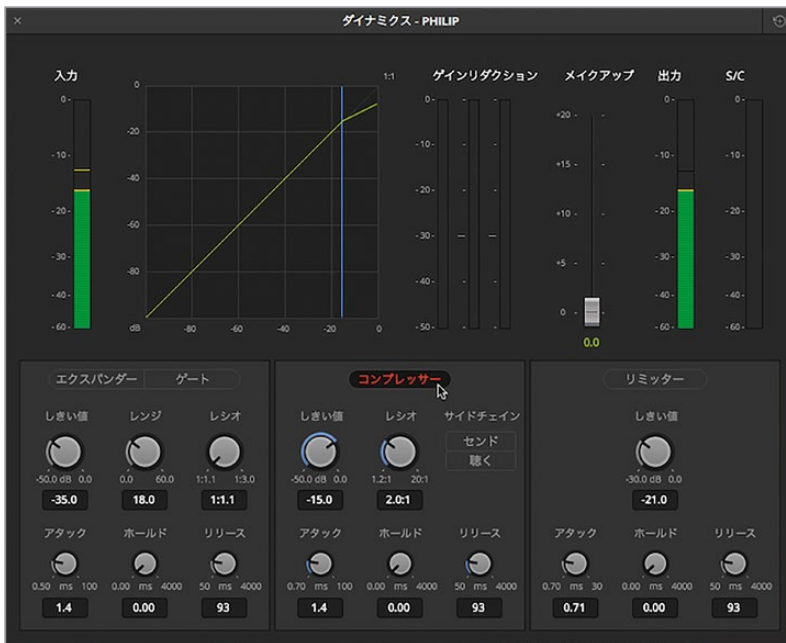 ダイナミクス - PHILIP
入力
1:1
ゲインリダクション
メイクアップ
出力
S/C
0
-20
-40
-60
-80
dB -80 -60 -40 -20 0
0-
-10-
-20-
-30-
-40-
-60-
0-
-10-
-20-
-30-
-40-
-50-
+20-
+15-
+10-
+5-
0-
0.0
0-
-10-
-20-
-30-
-40-
-60-
0-
-10-
-20-
-30-
-40-
-60-
エクスパンダー ゲート
しきい値 レンジ レシオ
-50.0 dB 0.0 0.0 60.0 1:1.1 1:3.0
-35.0 18.0 1:1.1
アタック ホールド リリース
0.50 ms 100 0.00 ms 4000 50 ms 4000
1.4 0.00 93
コンプレッサー
しきい値 レシオ サイドチェイン
センド
聴く
-50.0 dB 0.0 1.2:1 20:1
-15.0 2.0:1
アタック ホールド リリース
0.70 ms 100 0.00 ms 4000 50 ms 4000
1.4 0.00 93
リミッター
しきい値
-30.0 dB 0.0
-21.0
アタック ホールド リリース
0.70 ms 30 0.00 ms 4000 50 ms 4000
0.71 0.00 93